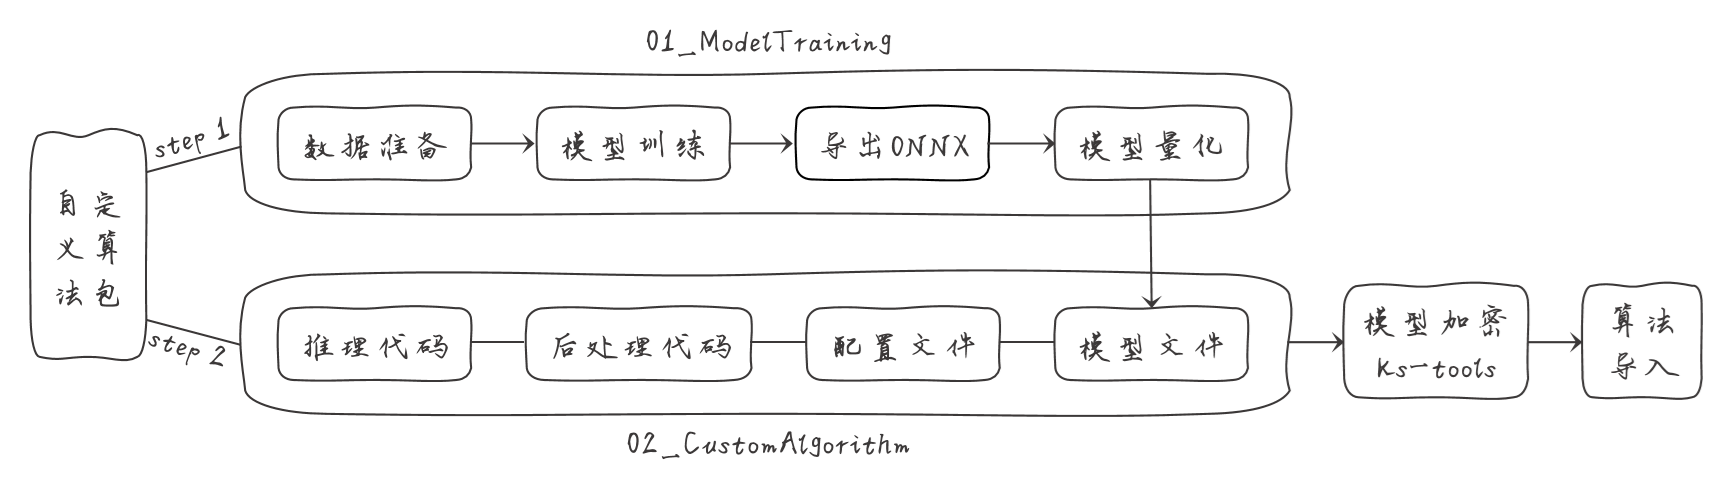 01_ModelTraining
step 1
数据准备
模型训练
导出ONNX
模型量化
自定
义算
法包
step 2
推理代码
后处理代码
配置文件
模型文件
模型加密
ks-tools
算法
导入
02_CustomAlgorithm